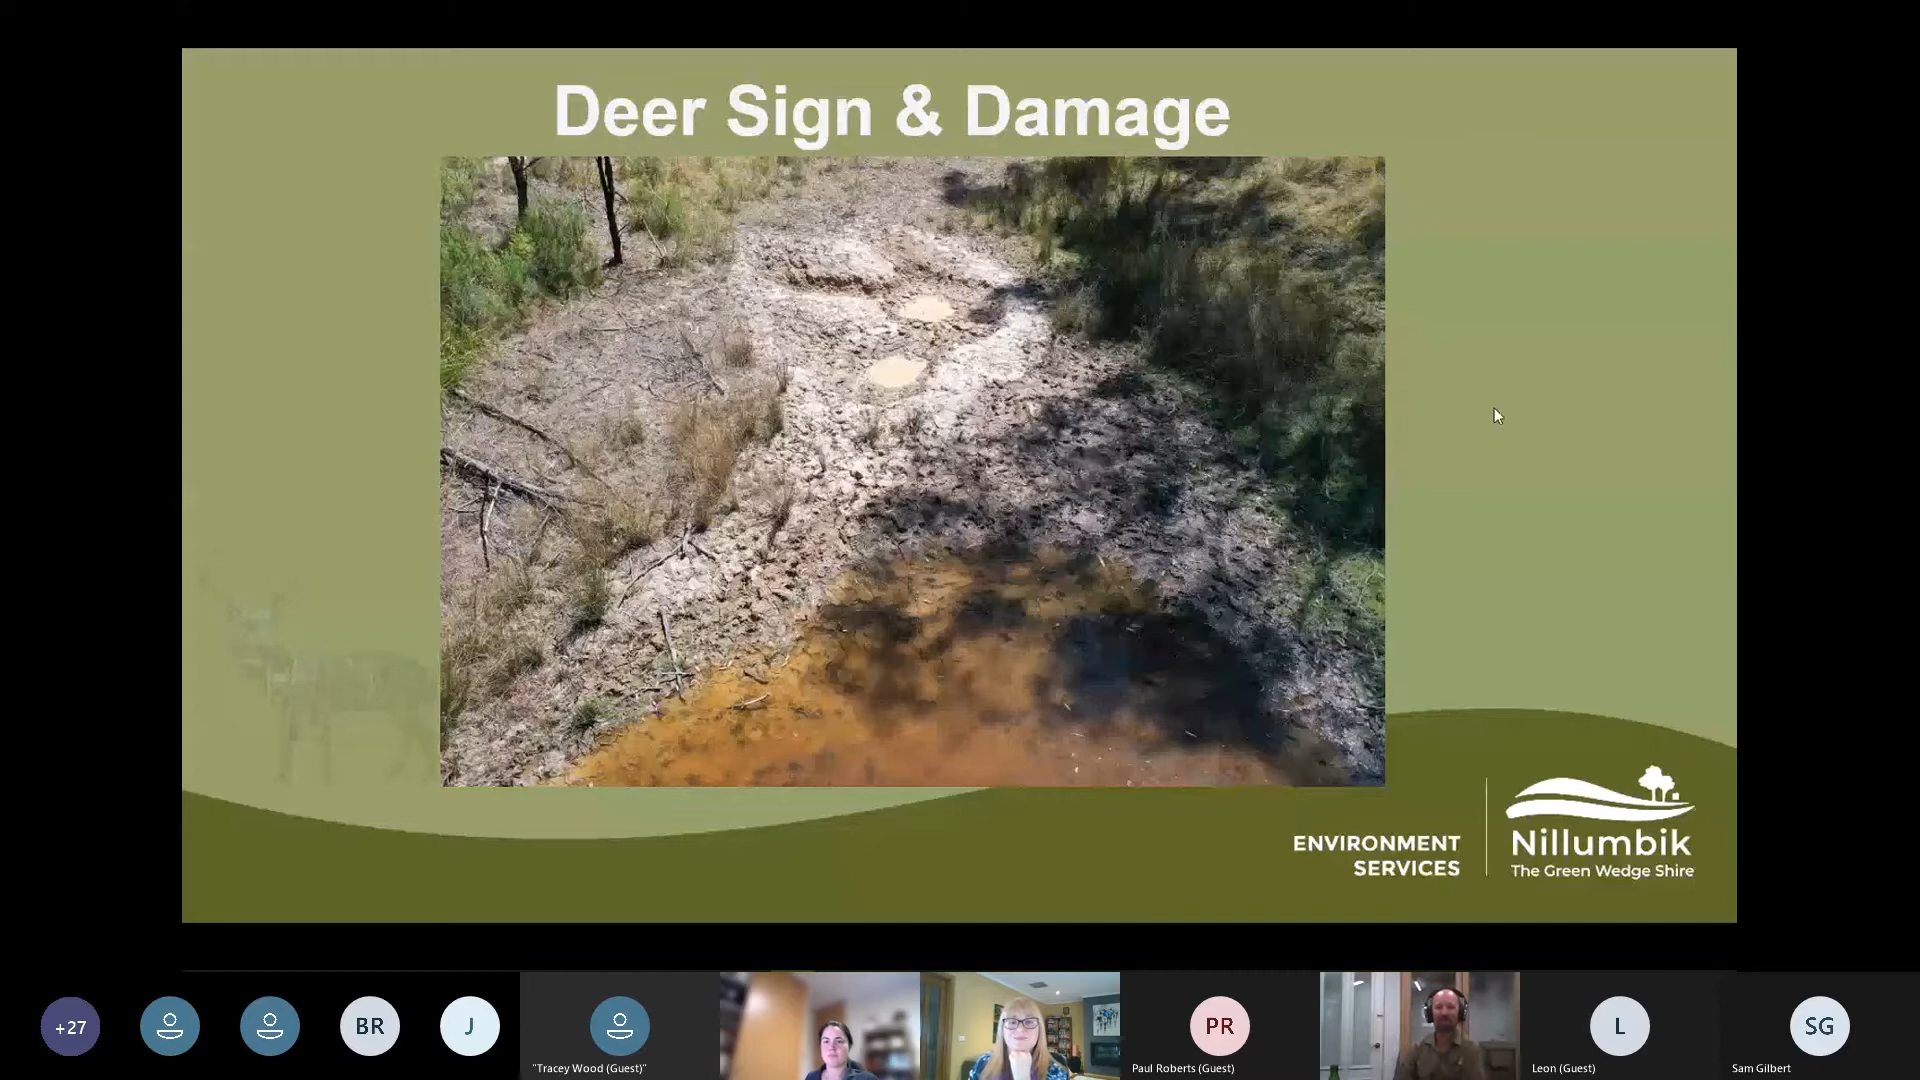 Deer Sign & Damage
ENVIRONMENT
SERVICES
Nillumbik
The Green Wedge Shire
+27
BR
J
"Tracey Wood (Guest)"
PR
Paul Roberts (Guest)
L
Leon (Guest)
SG
Sam Gilbert